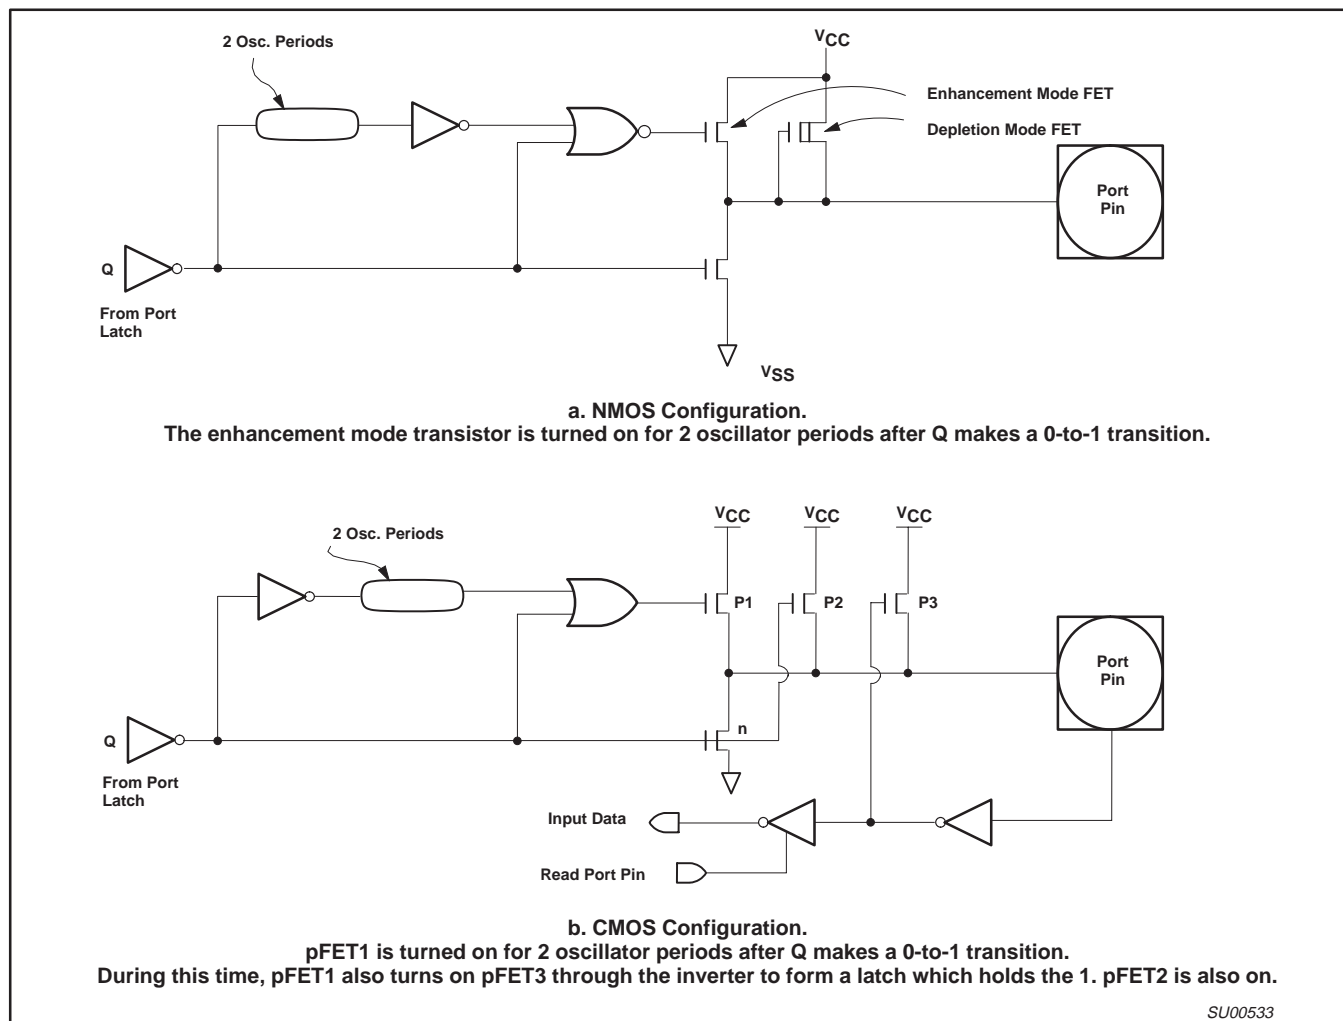 2 Osc. Periods
VCC
Enhancement Mode FET
Depletion Mode FET
Port
Pin
Q
From Port
Latch
VSS
a. NMOS Configuration.
The enhancement mode transistor is turned on for 2 oscillator periods after Q makes a 0-to-1 transition.
VCC VCC VCC
2 Osc. Periods
P1 P2 P3
Port
Pin
n
Q
From Port
Latch
Input Data
Read Port Pin
b. CMOS Configuration.
pFET1 is turned on for 2 oscillator periods after Q makes a 0-to-1 transition.
During this time, pFET1 also turns on pFET3 through the inverter to form a latch which holds the 1. pFET2 is also on.
SU00533